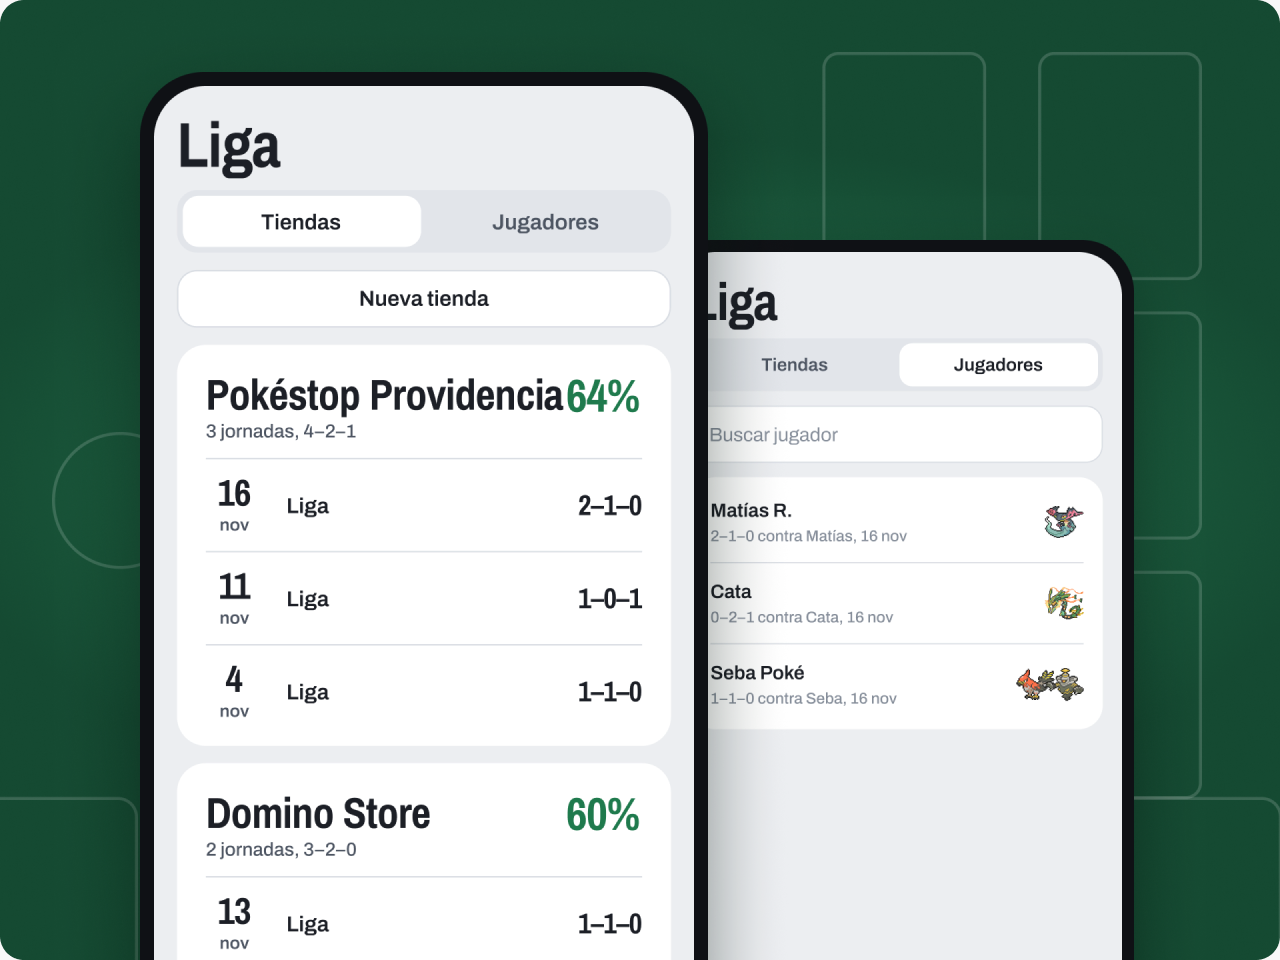 Liga
Tiendas Jugadores
Nueva tienda
Pokéstop Providencia 64%
3 jornadas, 4–2–1
16 nov Liga 2–1–0
11 nov Liga 1–0–1
4 nov Liga 1–1–0
Domino Store 60%
2 jornadas, 3–2–0
13 nov Liga 1–1–0
Liga
Tiendas Jugadores
Buscar jugador
Matías R.
2–1–0 contra Matías, 16 nov
Cata
0–2–1 contra Cata, 16 nov
Seba Poké
1–1–0 contra Seba, 16 nov